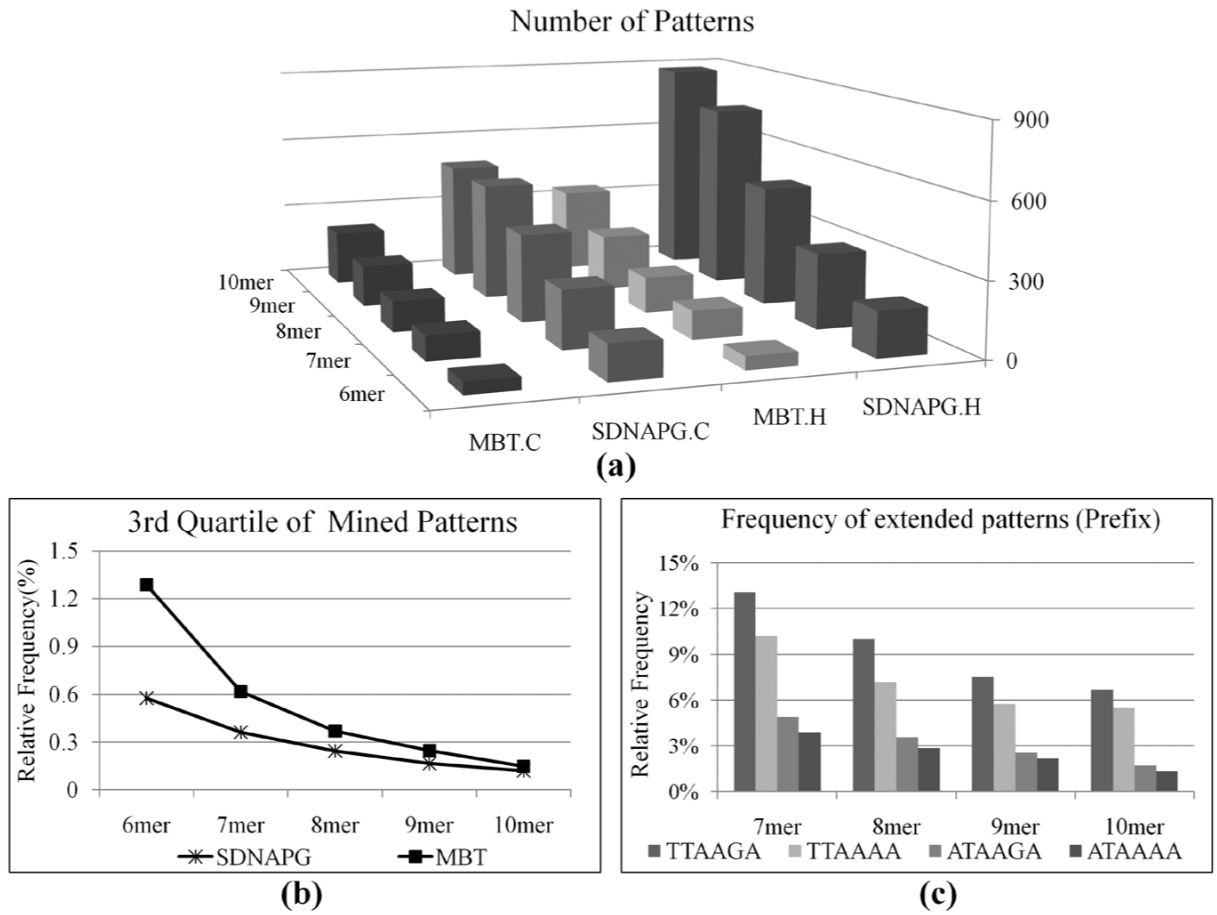 Number of Patterns
900
600
300
0
10mer
9mer
8mer
7mer
6mer
MBT.C
SDNAPG.C
MBT.H
SDNAPG.H
(a)
3rd Quartile of Mined Patterns
Relative Frequency(%)
1.5
1.2
0.9
0.6
0.3
0
6mer 7mer 8mer 9mer 10mer
SDNAPG MBT
(b)
Frequency of extended patterns (Prefix)
Relative Frequency
15%
12%
9%
6%
3%
0%
7mer 8mer 9mer 10mer
TTAAGA TTAAAA ATAAGA ATAAAA
(c)